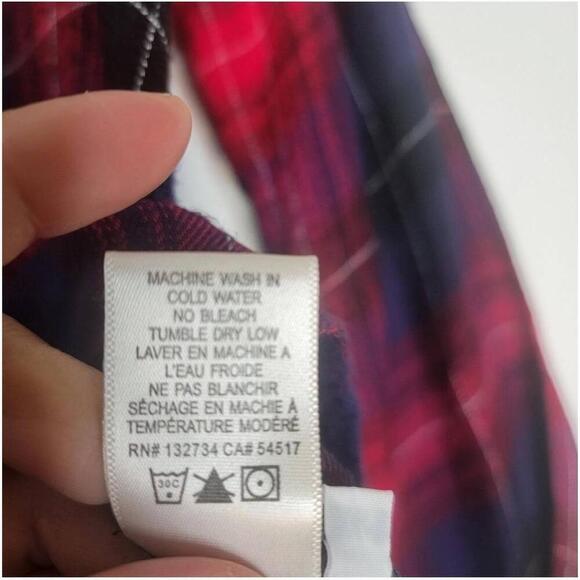 MACHINE WASH IN
COLD WATER
NO BLEACH
TUMBLE DRY LOW
LAVER EN MACHINE A
L'EAU FROIDE
NE PAS BLANCHIR
SÉCHAGE EN MACHIE À
TEMPÉRATURE MODÉRÉ
RN# 132734 CA# 54517
30C